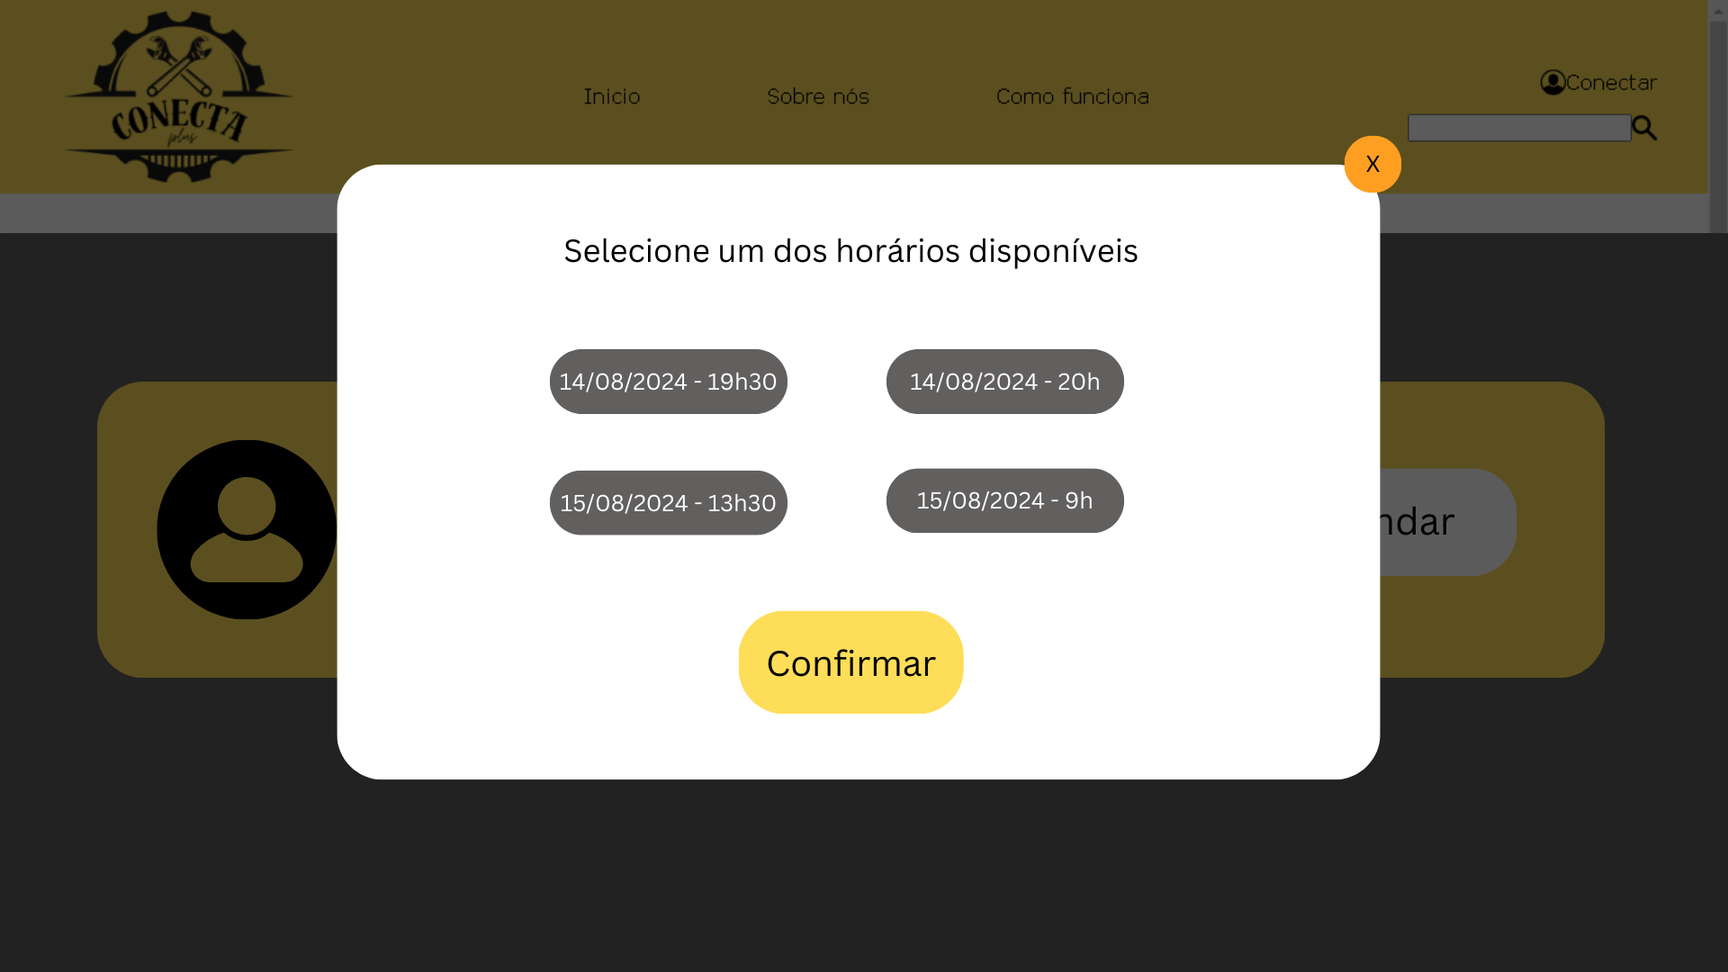 CONECTA
plus
Inicio
Sobre nós
Como funciona
Conectar
X
Selecione um dos horários disponíveis
14/08/2024 - 19h30
14/08/2024 - 20h
15/08/2024 - 13h30
15/08/2024 - 9h
ndar
Confirmar